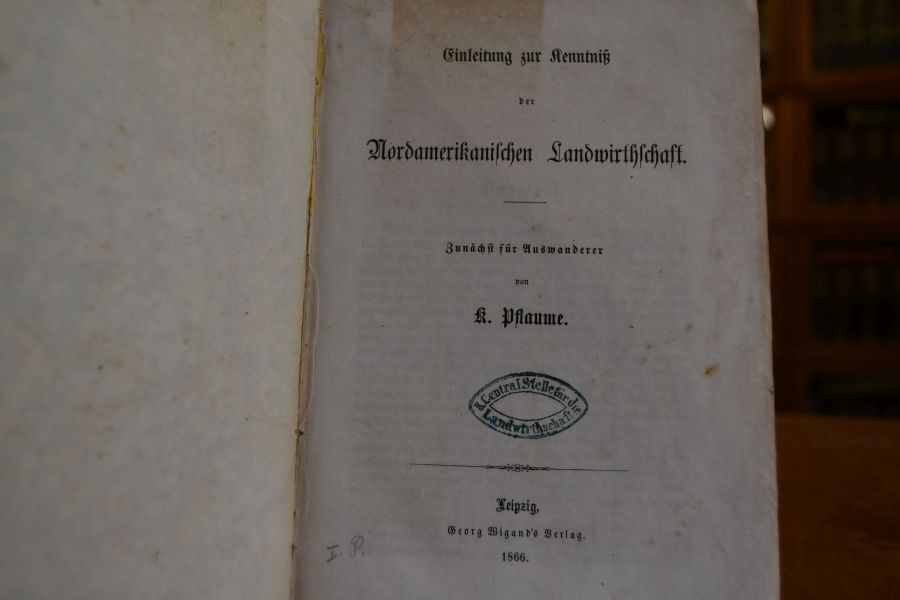 Einleitung zur Kenntniß
der
Nordamerikanischen Landwirthschaft.
Zunächst für Auswanderer
von
K. Pflaume.
K. Central Stelle für die
Landwirthschaft
Leipzig,
Georg Wigand's Verlag.
1866.
I. P.